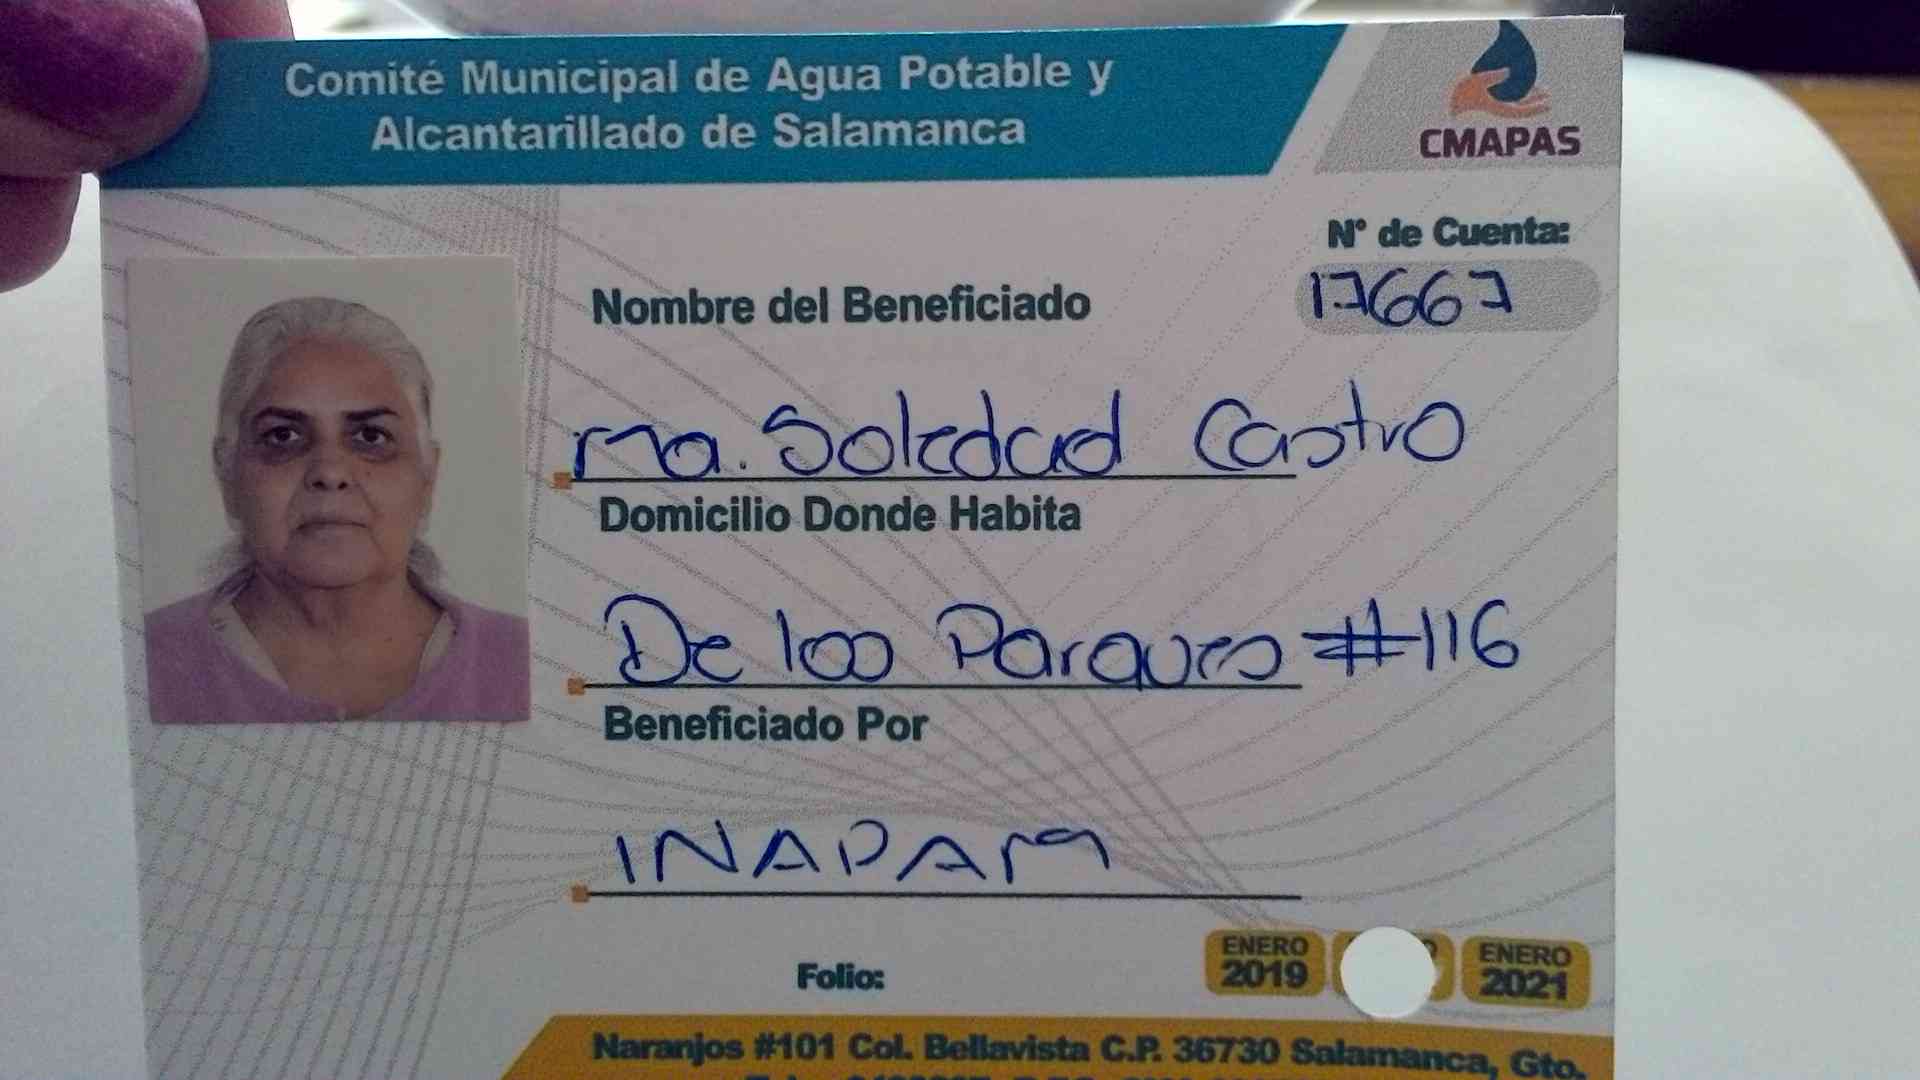 Comité Municipal de Agua Potable y
Alcantarillado de Salamanca
CMAPAS
N° de Cuenta:
17667
Nombre del Beneficiado
Ma. Soledad Castro
Domicilio Donde Habita
De los Parques #116
Beneficiado Por
INAPAM
Folio:
ENERO 2019
ENERO 2021
Naranjos #101 Col. Bellavista C.P. 36730 Salamanca, Gto.